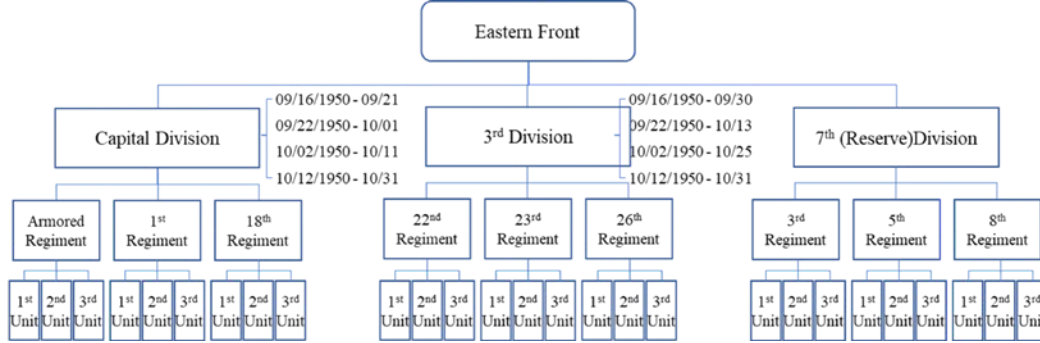 Eastern Front
Capital Division
09/16/1950 - 09/21
09/22/1950 - 10/01
10/02/1950 - 10/11
10/12/1950 - 10/31
3rd Division
09/16/1950 - 09/30
09/22/1950 - 10/13
10/02/1950 - 10/25
10/12/1950 - 10/31
7th (Reserve)Division
Armored
Regiment
1st
Regiment
18th
Regiment
22nd
Regiment
23rd
Regiment
26th
Regiment
3rd
Regiment
5th
Regiment
8th
Regiment
1st
Unit
2nd
Unit
3rd
Unit
1st
Unit
2nd
Unit
3rd
Unit
1st
Unit
2nd
Unit
3rd
Unit
1st
Unit
2nd
Unit
3rd
Unit
1st
Unit
2nd
Unit
3rd
Unit
1st
Unit
2nd
Unit
3rd
Unit
1st
Unit
2nd
Unit
3rd
Unit
1st
Unit
2nd
Unit
3rd
Unit
1st
Unit
2nd
Unit
3rd
Unit